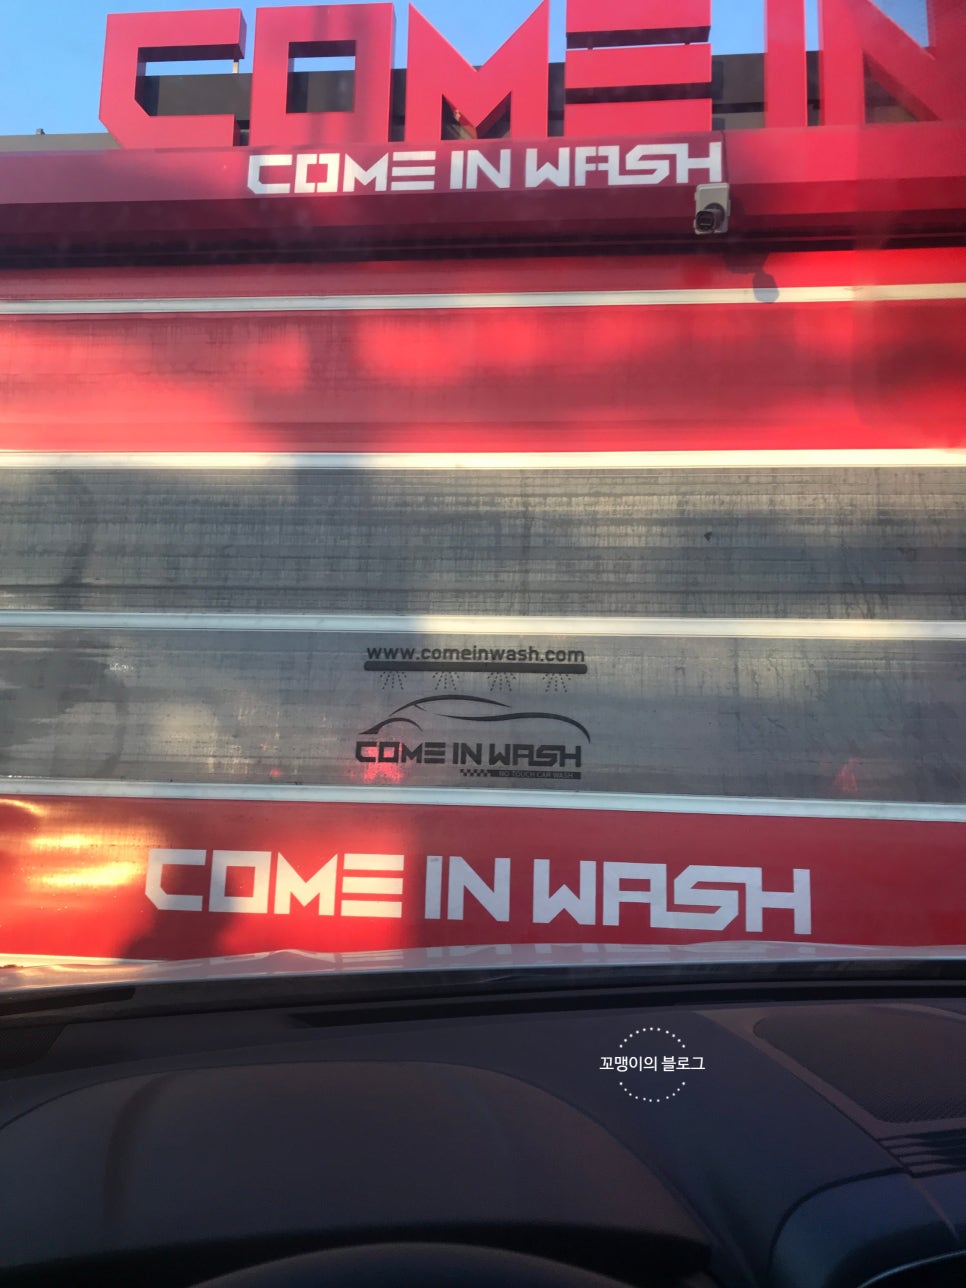 COME IN
COME IN WASH
www.comeinwash.com
COME IN WASH
NO TOUCH CAR WASH
COME IN WASH
꼬맹이의 블로그